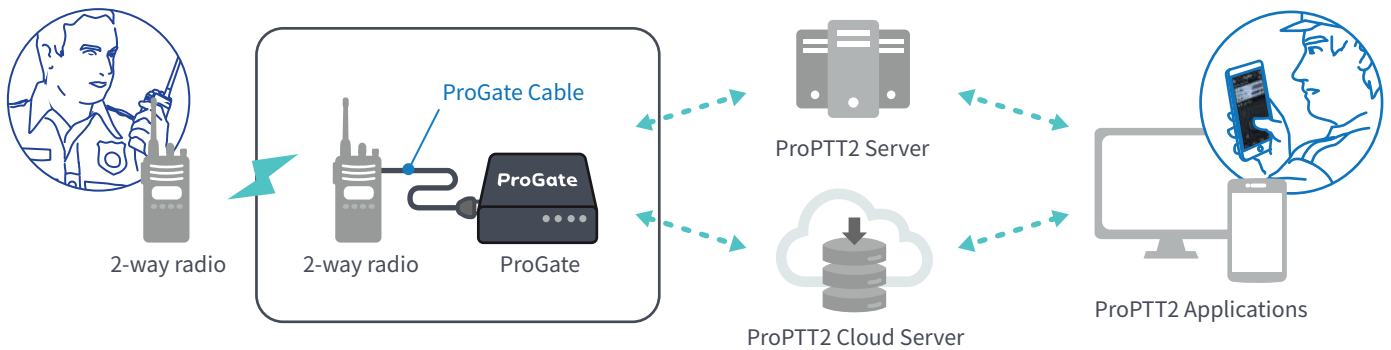 ProGate Cable
ProGate
2-way radio
2-way radio
ProGate
ProPTT2 Server
ProPTT2 Cloud Server
ProPTT2 Applications